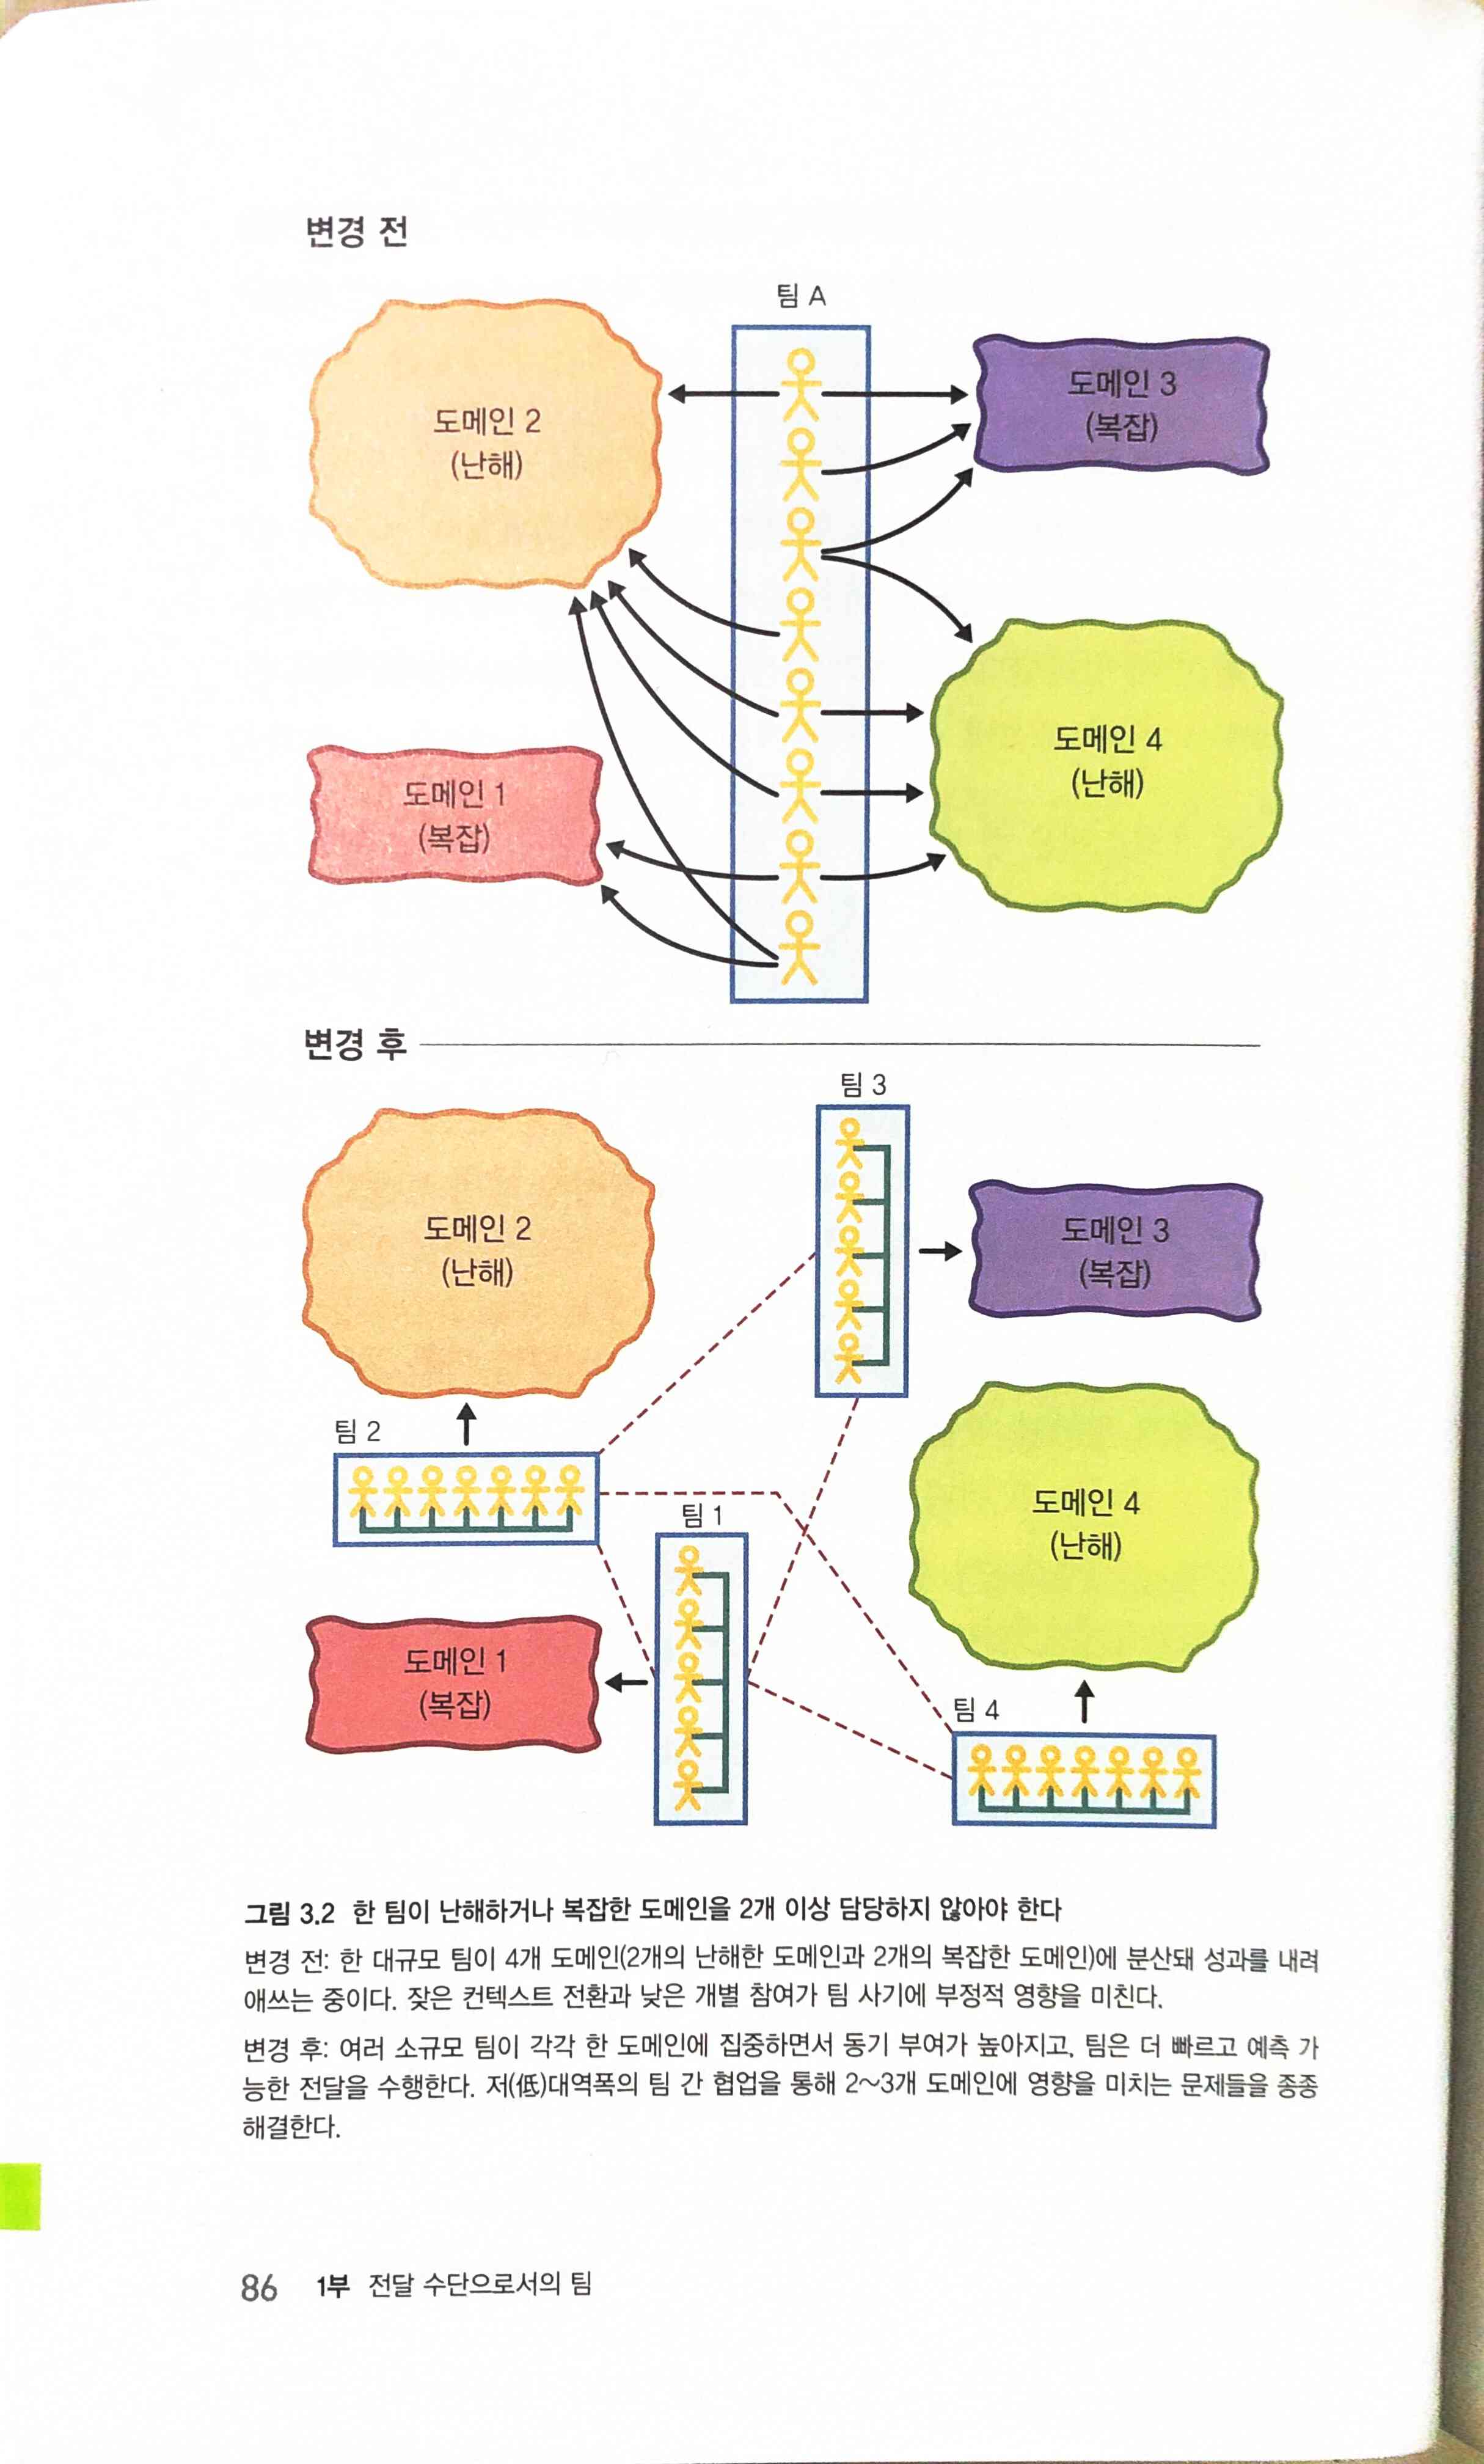 변경 전
팀 A
도메인 2
(난해)
도메인 3
(복잡)
도메인 4
(난해)
도메인 1
(복잡)
변경 후
팀 3
도메인 2
(난해)
도메인 3
(복잡)
팀 2
팀 1
도메인 4
(난해)
도메인 1
(복잡)
팀 4
그림 3.2 한 팀이 난해하거나 복잡한 도메인을 2개 이상 담당하지 않아야 한다
변경 전: 한 대규모 팀이 4개 도메인(2개의 난해한 도메인과 2개의 복잡한 도메인)에 분산돼 성과를 내려
애쓰는 중이다. 잦은 컨텍스트 전환과 낮은 개별 참여가 팀 사기에 부정적 영향을 미친다.
변경 후: 여러 소규모 팀이 각각 한 도메인에 집중하면서 동기 부여가 높아지고, 팀은 더 빠르고 예측 가
능한 전달을 수행한다. 저(低)대역폭의 팀 간 협업을 통해 2~3개 도메인에 영향을 미치는 문제들을 종종
해결한다.
86 1부 전달 수단으로서의 팀